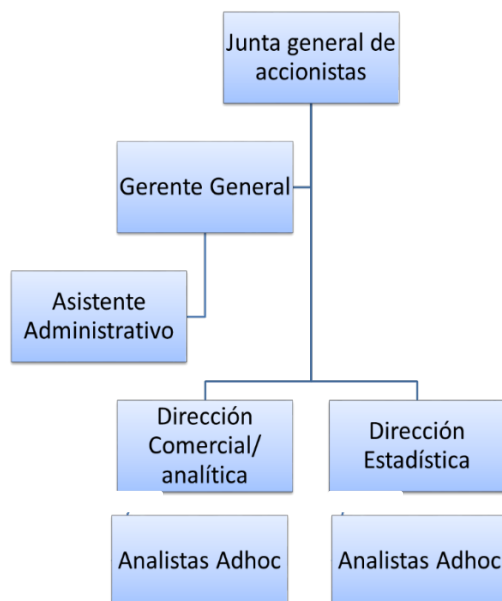 Junta general de
accionistas
Gerente General
Asistente
Administrativo
Dirección
Comercial/
analítica
Dirección
Estadística
Analistas Adhoc
Analistas Adhoc